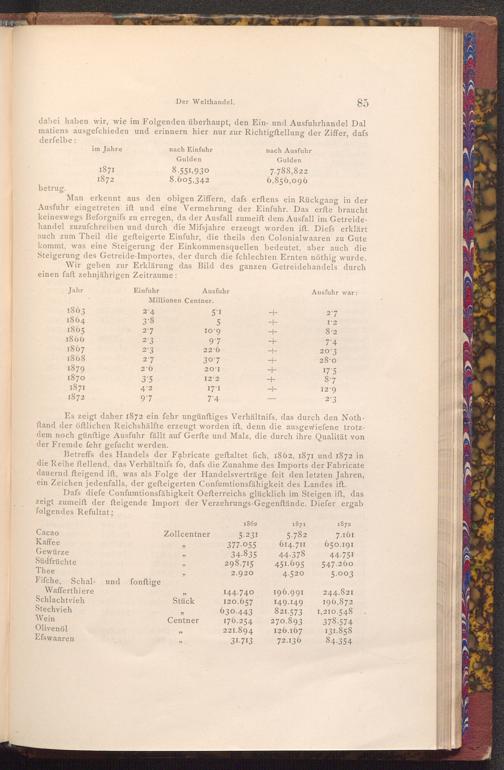 Der Welthandel. 85
dabei haben wir, wie im Folgenden überhaupt, den Ein- und Ausfuhrhandel Dal
matiens ausgeschieden und erinnern hier nur zur Richtigstellung der Ziffer, dass
derselbe:
im Jahre nach Einfuhr nach Ausfuhr
Gulden Gulden
1871 8.551,930 7.788,822
1872 8.605,342 6,856,096
betrug.
Man erkennt aus den obigen Ziffern, dass erstens ein Rückgang in der
Ausfuhr eingetreten ist und eine Vermehrung der Einfuhr. Das erste braucht
keineswegs Besorgniss zu erregen, da der Ausfall zumeist dem Ausfall im Getreide-
handel zuzuschreiben und durch die Missjahre erzeugt worden ist. Diess erklärt
auch zum Theil die gesteigerte Einfuhr, die theils den Colonialwaaren zu Gute
kommt, was eine Steigerung der Einkommensquellen bedeutet, aber auch die
Steigerung des Getreide-Importes, der durch die schlechten Ernten nöthig wurde.
Wir geben zur Erklärung das Bild des ganzen Getreidehandels durch
einen fast zehnjährigen Zeitraume:
Jahr Einfuhr Ausfuhr Ausfuhr war:
Millionen Centner.
1863 2·4 5·1 + 2·7
1864 3·8 5 + 1·2
1865 2·7 10·9 + 8·2
1866 2·3 9·7 + 7·4
1867 2·3 22·6 + 20·3
1868 2·7 30·7 + 28·0
1879 2·6 20·1 + 17·5
1870 3·5 12·2 + 8·7
1871 4·2 17·1 + 12·9
1872 9·7 7·4 — 2·3
Es zeigt daher 1872 ein sehr ungünstiges Verhältniss, das durch den Noth-
stand der östlichen Reichshälfte erzeugt worden ist, denn die ausgewiesene trotz-
dem noch günstige Ausfuhr fällt auf Gerste und Malz, die durch ihre Qualität von
der Fremde sehr gesucht werden.
Betreffs des Handels der Fabricate gestaltet sich, 1862, 1871 und 1872 in
die Reihe stellend, das Verhältniss so, dass die Zunahme des Imports der Fabricate
dauernd steigend ist, was als Folge der Handelsverträge seit den letzten Jahren,
ein Zeichen jedenfalls, der gesteigerten Consumtionsfähigkeit des Landes ist.
Dass diese Consumtionsfähigkeit Oesterreichs glücklich im Steigen ist, das
zeigt zumeist der steigende Import der Verzehrungs-Gegenstände. Dieser ergab
folgendes Resultat:
1862 1871 1872
Cacao Zollcentner 5.231 5.782 7.161
Kaffee „ 377.055 614.711 650.191
Gewürze „ 34.835 44.378 44.751
Südfrüchte „ 298.715 451.695 547.260
Thee „ 2.920 4.520 5.003
Fische, Schal- und sonstige
Wasserthiere „ 144.740 196.991 244.821
Schlachtvieh Stück 120.657 149.149 196,872
Stechvieh „ 630.443 821.573 1,210.548
Wein Centner 176.254 270.893 378.574
Olivenöl „ 221.894 126.167 131.858
Esswaaren „ 31.713 72.136 84.354